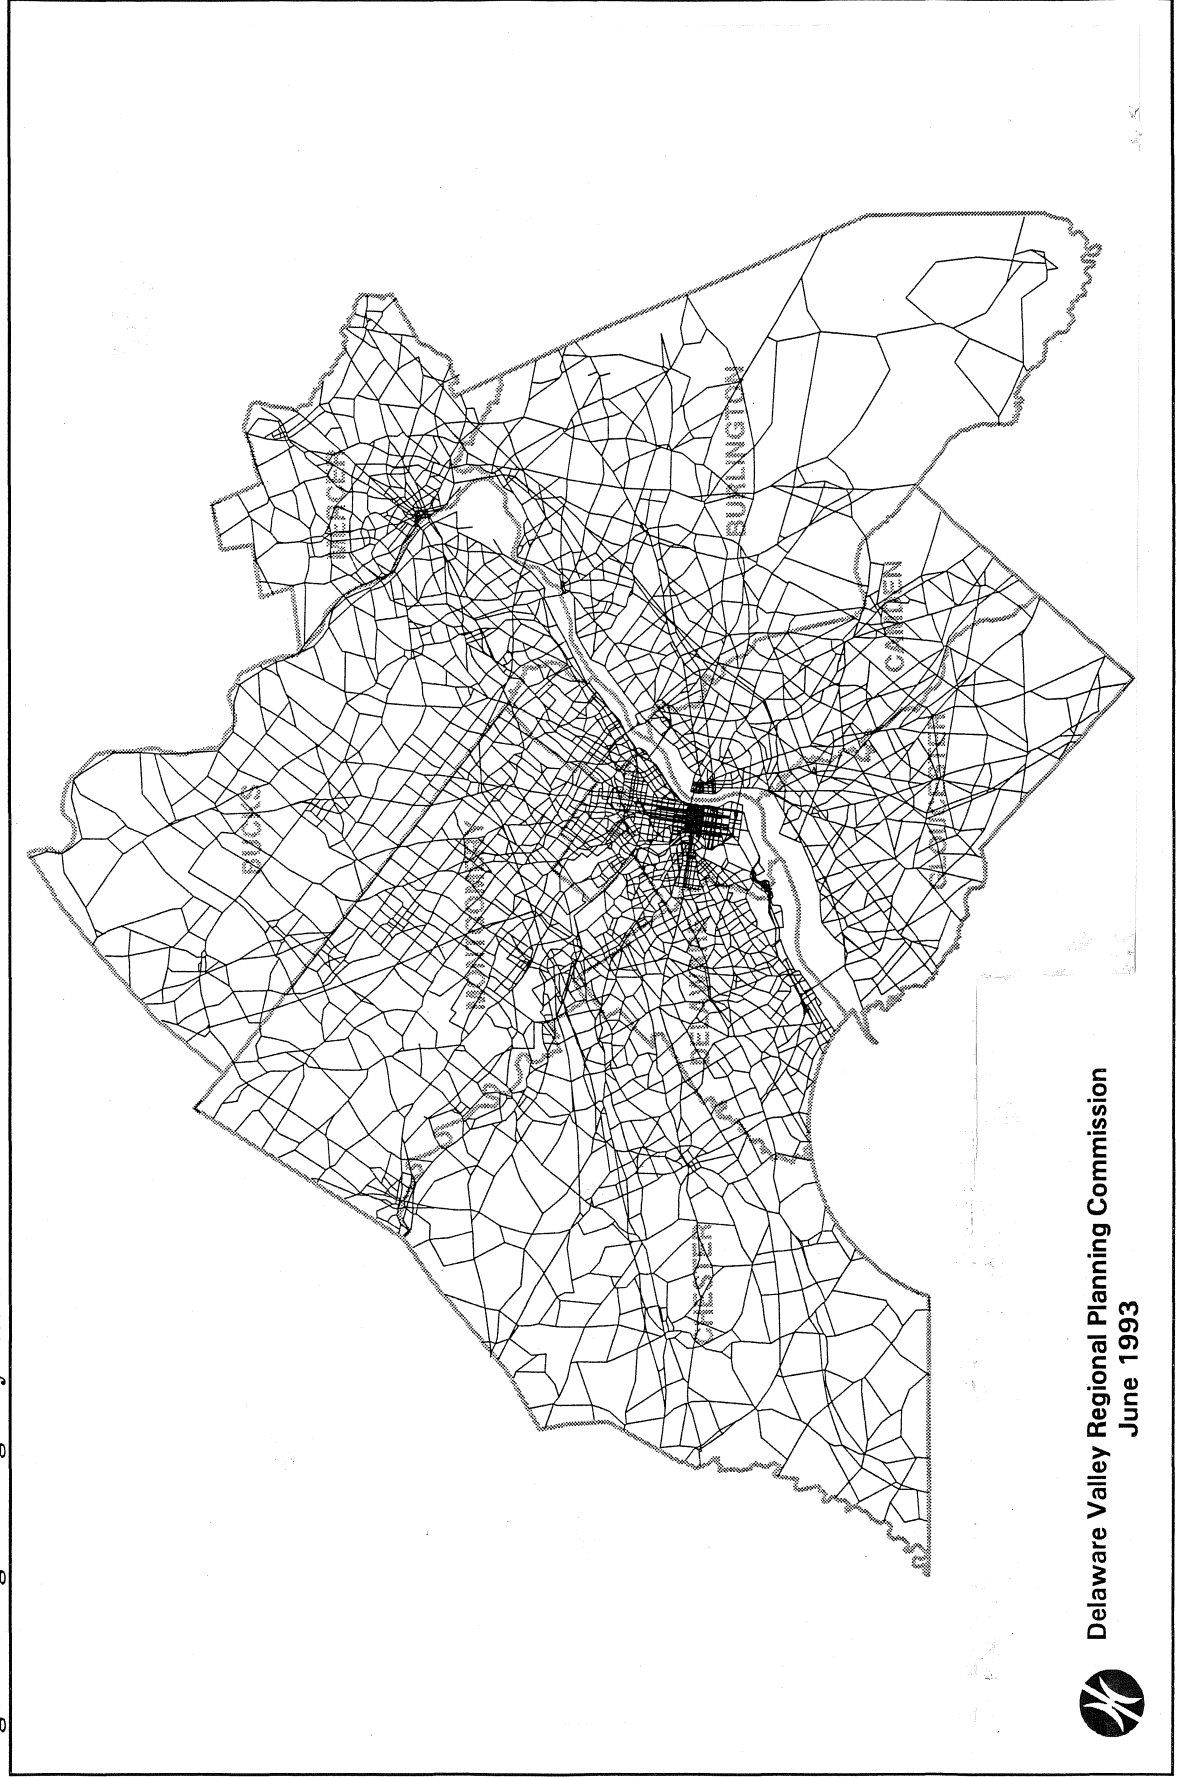 BUCKS
MERCER
MONTGOMERY
BURLINGTON
CHESTER
DELAWARE
CAMDEN
GLOUCESTER
Delaware Valley Regional Planning Commission
June 1993